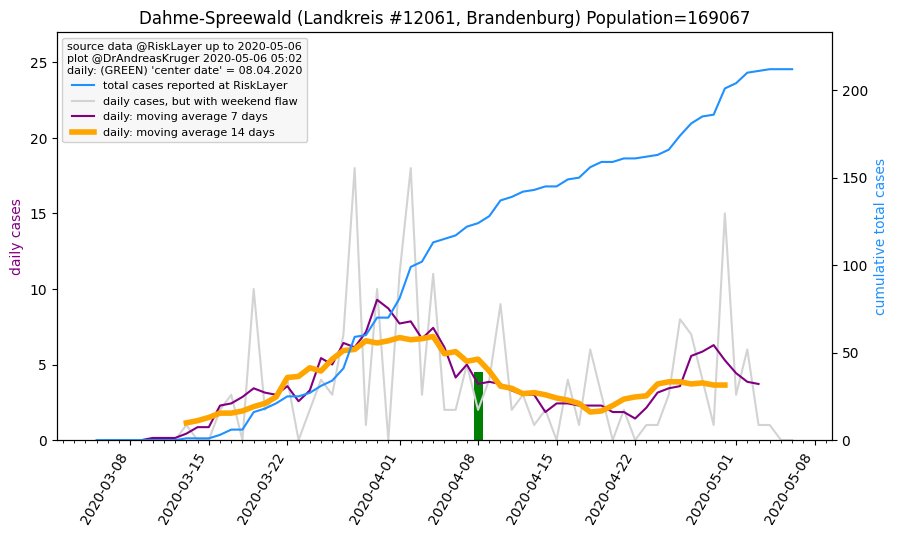 Dahme-Spreewald (Landkreis #12061, Brandenburg) Population=169067
source data @RiskLayer up to 2020-05-06
plot @DrAndreasKruger 2020-05-06 05:02
daily: (GREEN) 'center date' = 08.04.2020
total cases reported at RiskLayer
daily cases, but with weekend flaw
daily: moving average 7 days
daily: moving average 14 days
daily cases
25
20
15
10
5
0
cumulative total cases
200
150
100
50
0
2020-03-08
2020-03-15
2020-03-22
2020-04-01
2020-04-08
2020-04-15
2020-04-22
2020-05-01
2020-05-08